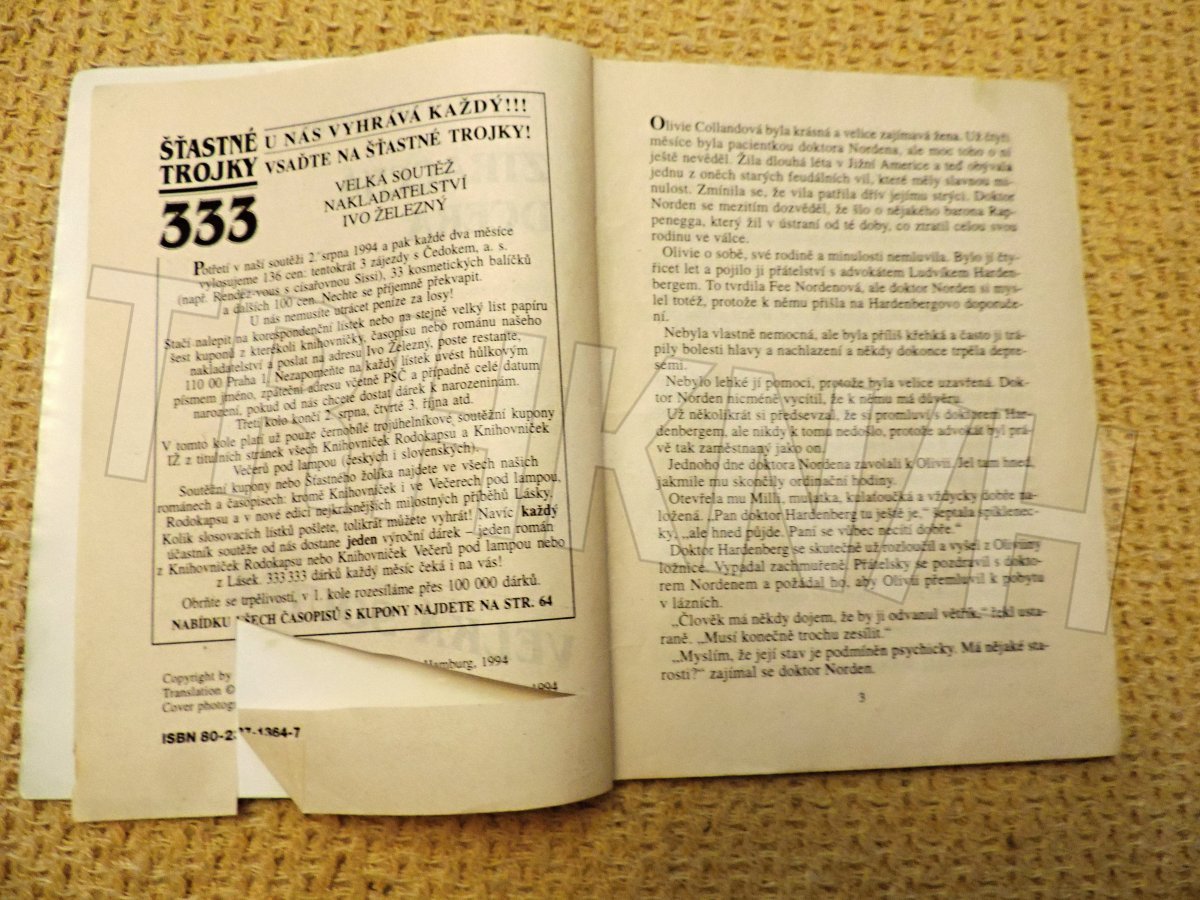 ŠŤASTNÉ
TROJKY
333
U NÁS VYHRÁVÁ KAŽDÝ!!!
VSAĎTE NA ŠŤASTNÉ TROJKY!
VELKÁ SOUTĚŽ
NAKLADATELSTVÍ
IVO ŽELEZNÝ
Potřetí v naší soutěži 2. srpna 1994 a pak každé dva měsíce
vylosujeme 136 cen: tentokrát 3 zájezdy s Čedokem, a. s.
(např. Rendez-vous s císařovnou Sissi), 33 kosmetických balíčků
a dalších 100 cen. Nechte se příjemně překvapit.
U nás nemusíte utrácet peníze za losy!
Stačí nalepit na korespondenční lístek nebo na stejně velký list papíru
šest kuponů z kterékoli knihovničky, časopisu nebo románu našeho
nakladatelství a poslat na adresu Ivo Železný, poste restante,
110 00 Praha 1. Nezapomeňte na každý lístek uvést hůlkovým
písmem jméno, zpáteční adresu včetně PSČ a případně celé datum
narození, pokud od nás chcete dostat dárek k narozeninám.
Třetí kolo končí 2. srpna, čtvrté 3. října atd.
V tomto kole platí už pouze černobílé trojúhelníkové soutěžní kupony
IŽ z titulních stránek všech Knihovniček Rodokapsu a Knihovniček
Večerů pod lampou (českých i slovenských).
Soutěžní kupony nebo Šťastného žolíka najdete ve všech našich
románech a časopisech: kromě Knihovniček i ve Večerech pod lampou,
Rodokapsu a v nové edici nejkrásnějších milostných příběhů Lásky.
Kolik slosovacích lístků pošlete, tolikrát můžete vyhrát! Navíc každý
účastník soutěže od nás dostane jeden výroční dárek – jeden román
z Knihovniček Rodokapsu nebo Knihovniček Večerů pod lampou nebo
z Lásek. 333 333 dárků každý měsíc čeká i na vás!
Obrňte se trpělivostí, v 1. kole rozesíláme přes 100 000 dárků.
NABÍDKU VŠECH ČASOPISŮ S KUPONY NAJDETE NA STR. 64
Copyright by Hamburg, 1994
Translation © 1994
Cover photog
ISBN 80-237-1364-7
Olivie Collandová byla krásná a velice zajímavá žena. Už čtyři
měsíce byla pacientkou doktora Nordena, ale moc toho o ní
ještě nevěděl. Žila dlouhá léta v Jižní Americe a teď obývala
jednu z oněch starých feudálních vil, které měly slavnou mi-
nulost. Zmínila se, že vila patřila dřív jejímu strýci. Doktor
Norden se mezitím dozvěděl, že šlo o nějakého barona Rap-
penegga, který žil v ústraní od té doby, co ztratil celou svou
rodinu ve válce.
Olivie o sobě, své rodině a minulosti nemluvila. Bylo jí čty-
řicet let a pojilo ji přátelství s advokátem Ludvíkem Harden-
bergem. To tvrdila Fee Nordenová, ale doktor Norden si mys-
lel totéž, protože k němu přišla na Hardenbergovo doporuče-
ní.
Nebyla vlastně nemocná, ale byla příliš křehká a často ji trá-
pily bolesti hlavy a nachlazení a někdy dokonce trpěla depre-
semi.
Nebylo lehké jí pomoci, protože byla velice uzavřená. Dok-
tor Norden nicméně vycítil, že k němu má důvěru.
Už několikrát si předsevzal, že si promluví s doktorem Har-
denbergem, ale nikdy k tomu nedošlo, protože advokát byl prá-
vě tak zaměstnaný jako on.
Jednoho dne doktora Nordena zavolali k Olivii. Jel tam hned,
jakmile mu skončily ordinační hodiny.
Otevřela mu Milli, mulatka, kulaťoučká a vždycky dobře na-
ložená. „Pan doktor Hardenberg tu ještě je,“ šeptala spiklenec-
ky, „ale hned půjde. Paní se vůbec necítí dobře.“
Doktor Hardenberg se skutečně už rozloučil a vyšel z Oliviiny
ložnice. Vypadal zachmuřeně. Přátelsky se pozdravil s dokto-
rem Nordenem a požádal ho, aby Olivii přemluvil k pobytu
v lázních.
„Člověk má někdy dojem, že by ji odvanul větřík,“ řekl usta-
raně. „Musí konečně trochu zesílit.“
„Myslím, že její stav je podmíněn psychicky. Má nějaké sta-
rosti?“ zajímal se doktor Norden.
3